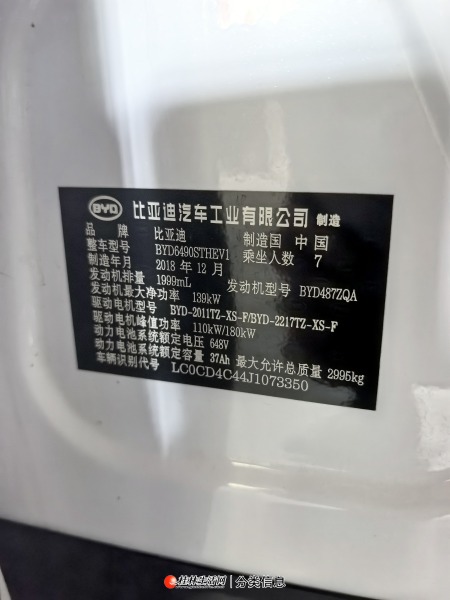 BYD 比亚迪汽车工业有限公司 制造
品 牌 比亚迪 制造国 中 国
整车型号 BYD6490STHEV1 乘坐人数 7
制造年月 2018 年 12 月
发动机排量 1999mL 发动机型号 BYD487ZQA
发动机最大净功率 139kW
驱动电机型号 BYD-2011TZ-XS-F/BYD-2217TZ-XS-F
驱动电机峰值功率 110kW/180kW
动力电池系统额定电压 648V
动力电池系统额定容量 37Ah 最大允许总质量 2995kg
车辆识别代号 LC0CD4C44J1073350
桂林生活网 分类信息